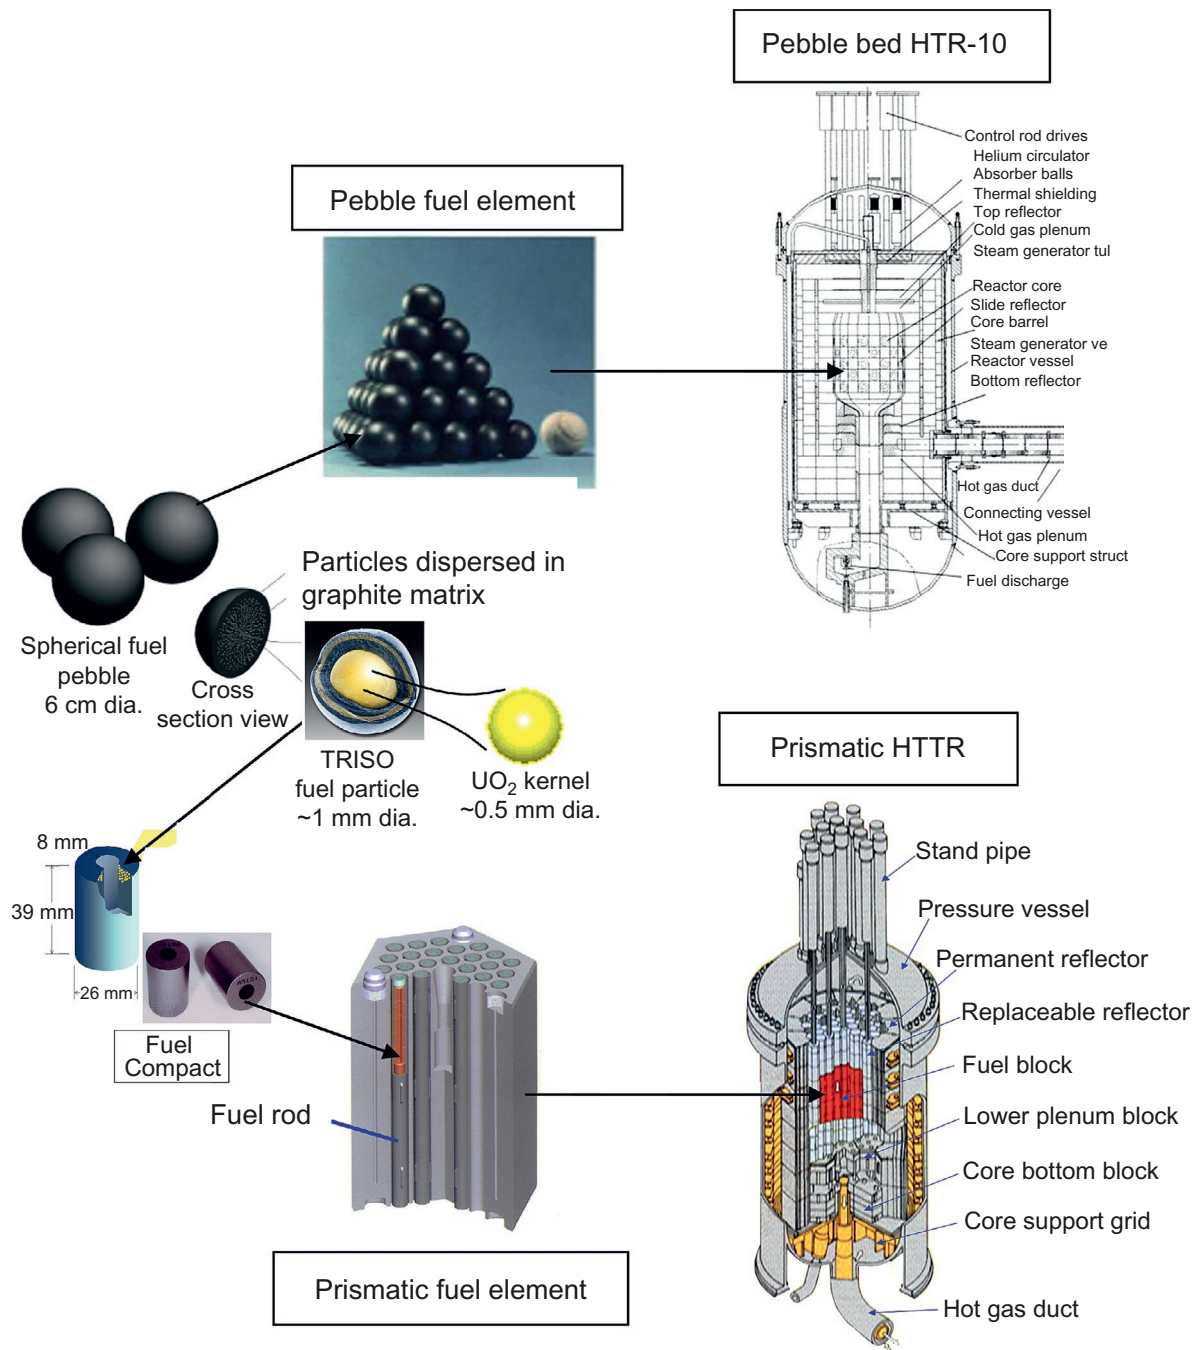 Pebble bed HTR-10
Control rod drives
Helium circulator
Absorber balls
Thermal shielding
Top reflector
Cold gas plenum
Steam generator tul
Reactor core
Slide reflector
Core barrel
Steam generator ve
Reactor vessel
Bottom reflector
Hot gas duct
Connecting vessel
Hot gas plenum
Core support struct
Fuel discharge
Pebble fuel element
Spherical fuel
pebble
6 cm dia.
Cross
section view
Particles dispersed in
graphite matrix
TRISO
fuel particle
~1 mm dia.
UO₂ kernel
~0.5 mm dia.
8 mm
39 mm
26 mm
Fuel
Compact
Fuel rod
Prismatic fuel element
Prismatic HTTR
Stand pipe
Pressure vessel
Permanent reflector
Replaceable reflector
Fuel block
Lower plenum block
Core bottom block
Core support grid
Hot gas duct